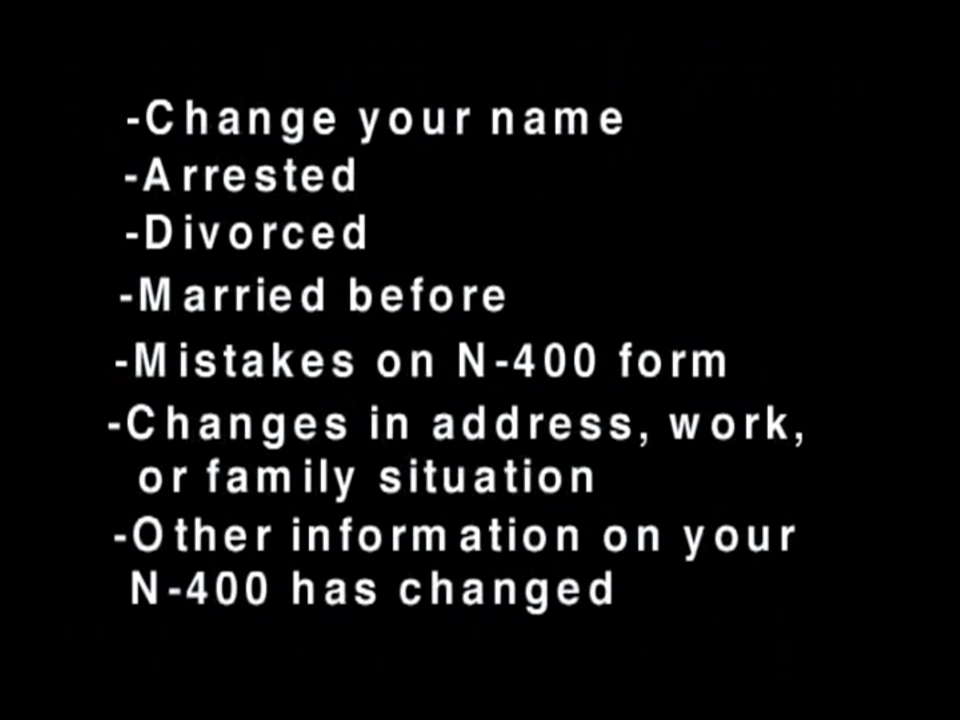 -Change your name
-Arrested
-Divorced
-Married before
-Mistakes on N-400 form
-Changes in address, work,
or family situation
-Other information on your
N-400 has changed